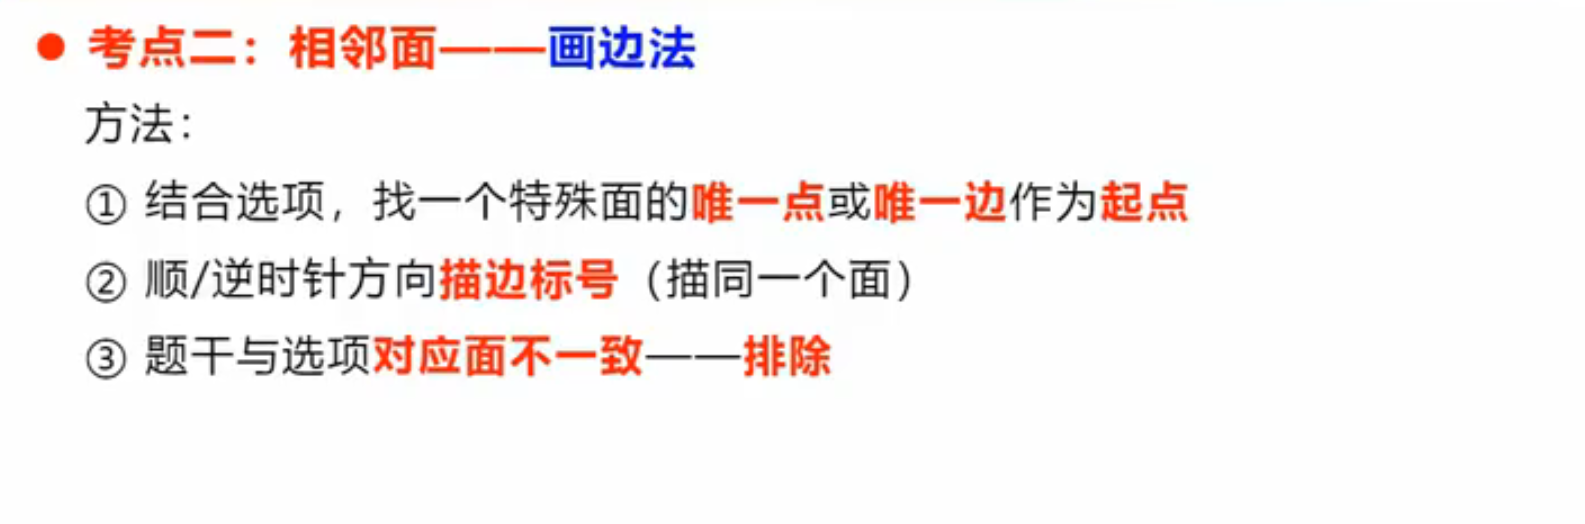 ● 考点二：相邻面——画边法
方法：
① 结合选项，找一个特殊面的唯一点或唯一边作为起点
② 顺/逆时针方向描边标号（描同一个面）
③ 题干与选项对应面不一致——排除